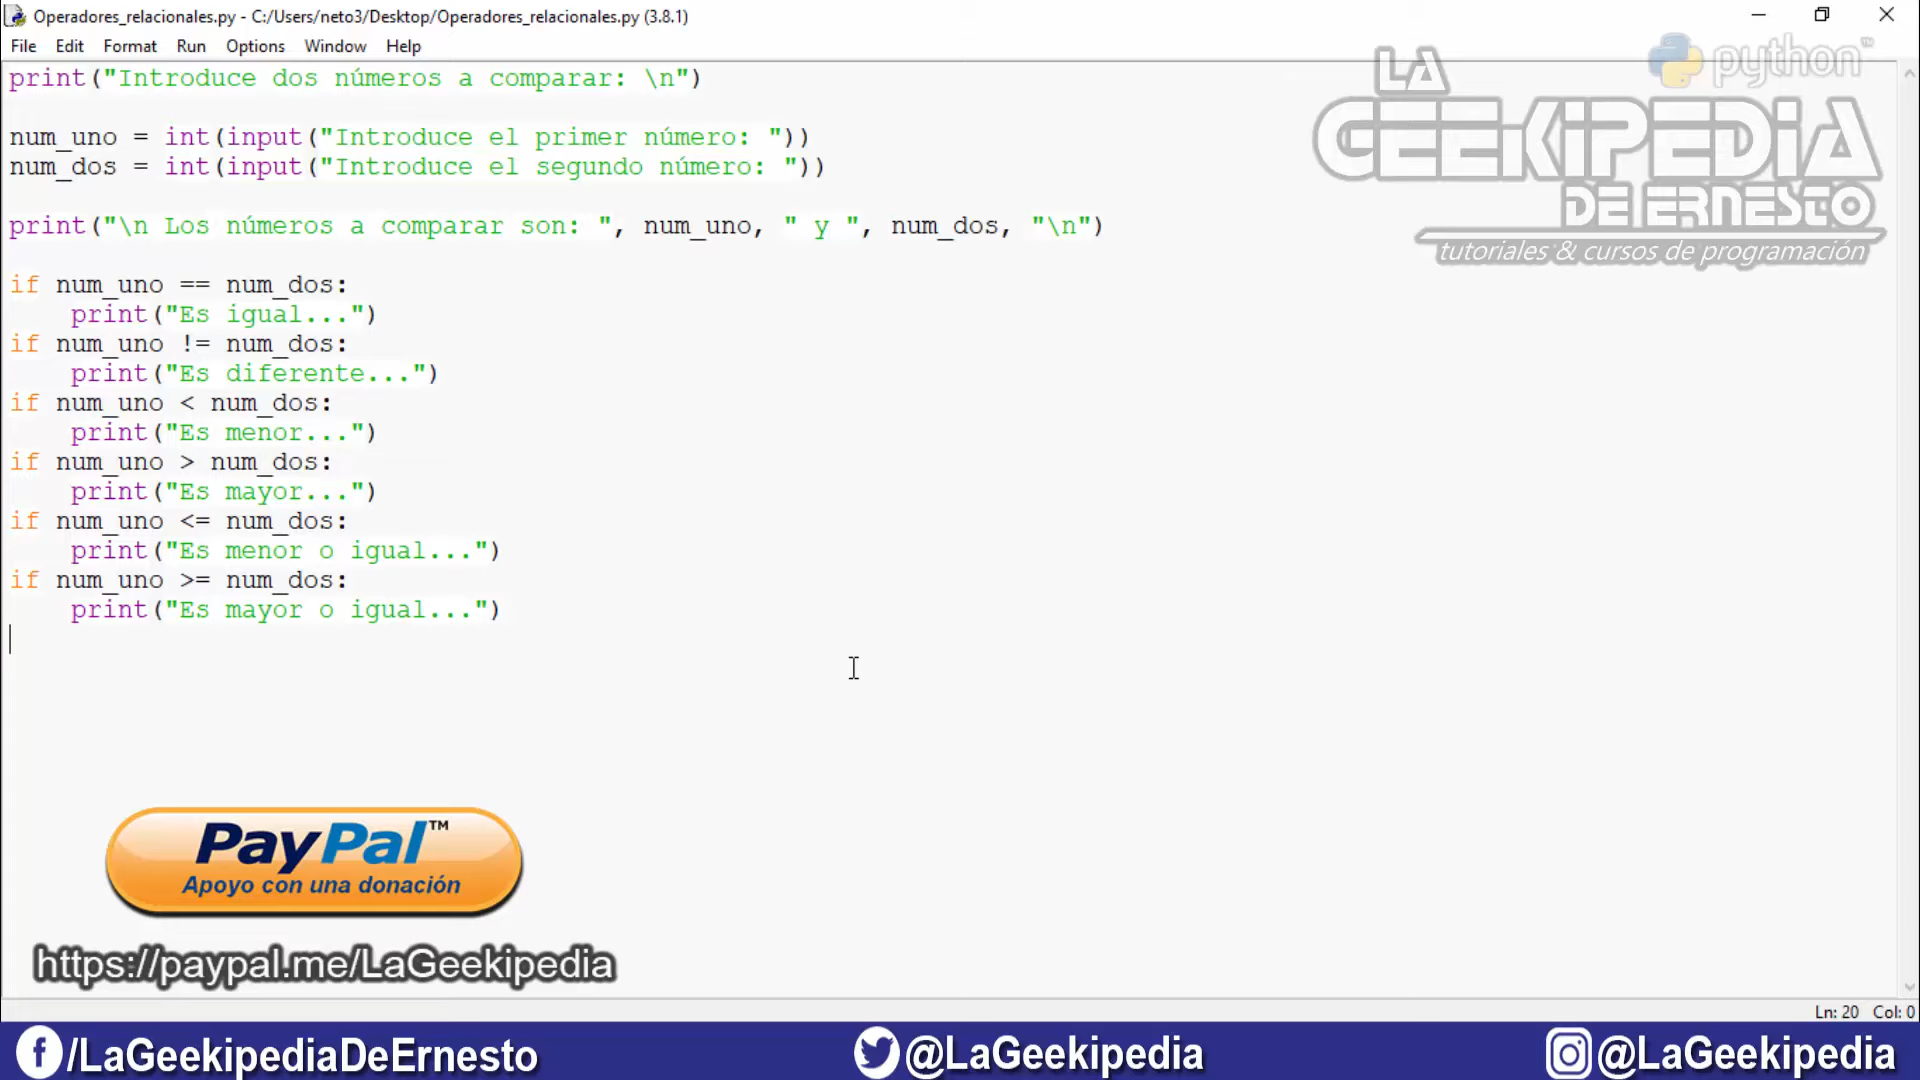 Operadores_relacionales.py - C:/Users/neto3/Desktop/Operadores_relacionales.py (3.8.1)
File Edit Format Run Options Window Help
print("Introduce dos números a comparar: \n")
num_uno = int(input("Introduce el primer número: "))
num_dos = int(input("Introduce el segundo número: "))
print("\n Los números a comparar son: ", num_uno, " y ", num_dos, "\n")
if num_uno == num_dos:
    print("Es igual...")
if num_uno != num_dos:
    print("Es diferente...")
if num_uno < num_dos:
    print("Es menor...")
if num_uno > num_dos:
    print("Es mayor...")
if num_uno <= num_dos:
    print("Es menor o igual...")
if num_uno >= num_dos:
    print("Es mayor o igual...")
python™
LA
GEEKIPEDIA
DE ERNESTO
tutoriales & cursos de programación
PayPal™
Apoyo con una donación
https://paypal.me/LaGeekipedia
Ln: 20 Col: 0
/LaGeekipediaDeErnesto
@LaGeekipedia
@LaGeekipedia